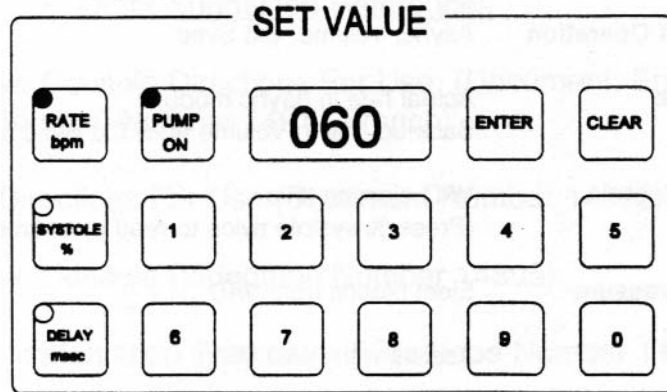 SET VALUE
RATE
bpm
PUMP
ON
060
ENTER
CLEAR
SYSTOLE
%
1
2
3
4
5
DELAY
msec
6
7
8
9
0